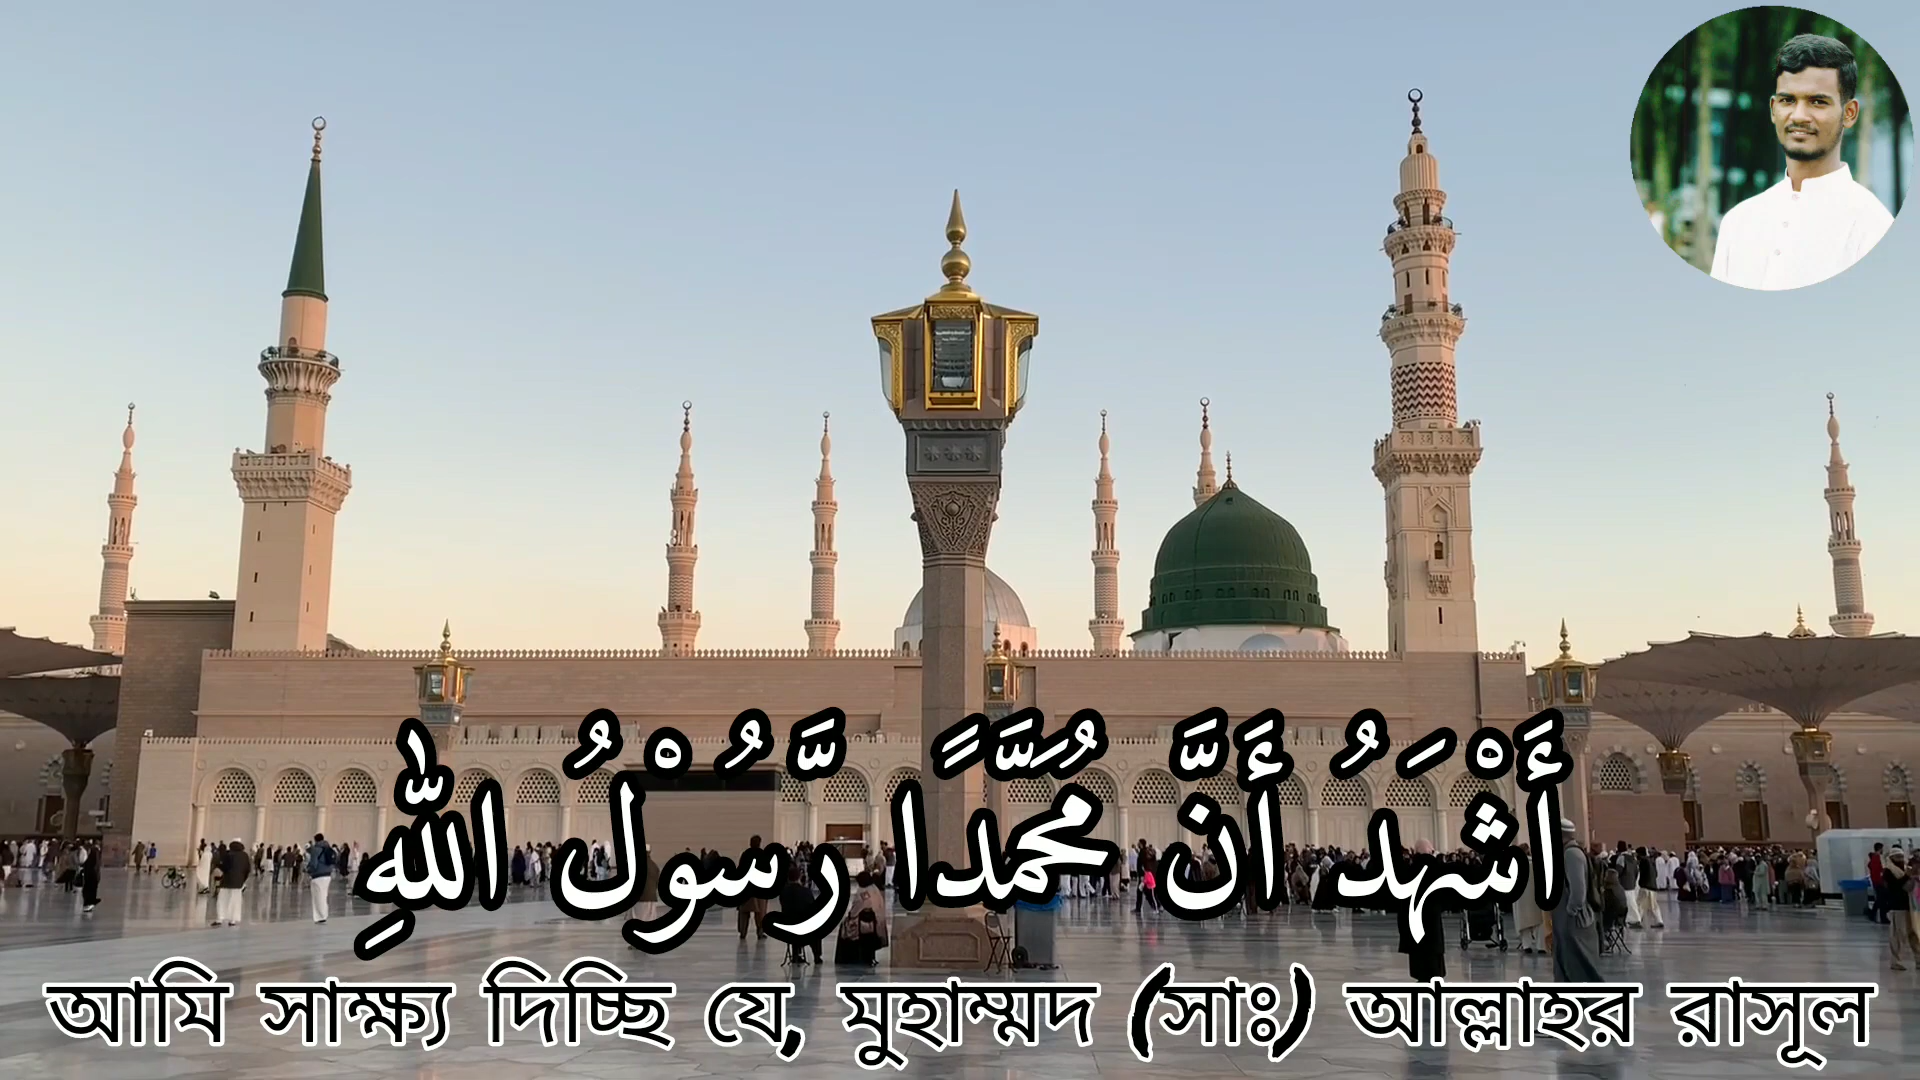 أَشْهَدُ أَنَّ مُحَمَّدًا رَّسُوْلُ اللّٰهِ
আমি সাক্ষ্য দিচ্ছি যে, মুহাম্মদ (সাঃ) আল্লাহর রাসূল